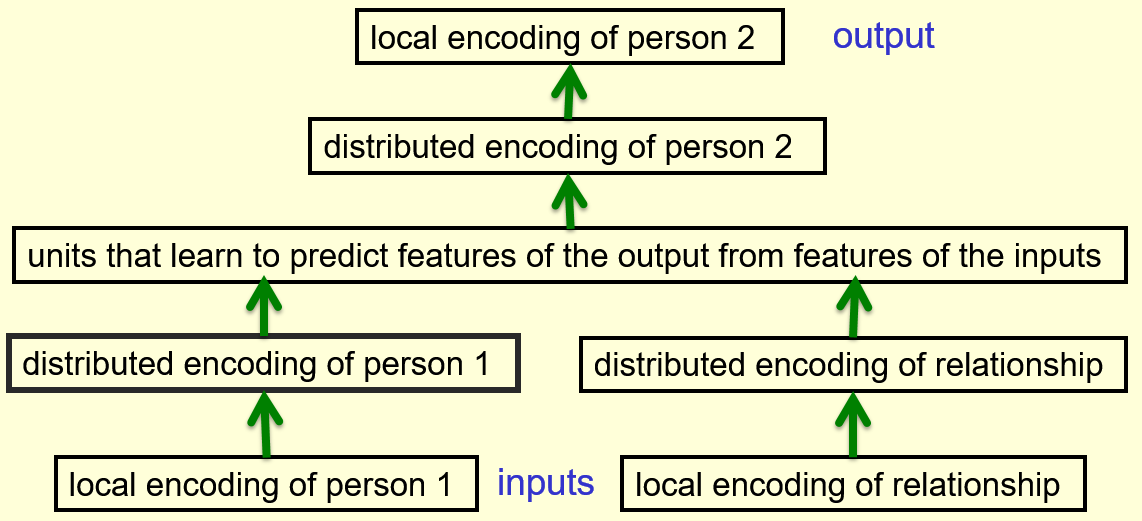 local encoding of person 2
output
distributed encoding of person 2
units that learn to predict features of the output from features of the inputs
distributed encoding of person 1
distributed encoding of relationship
local encoding of person 1
inputs
local encoding of relationship